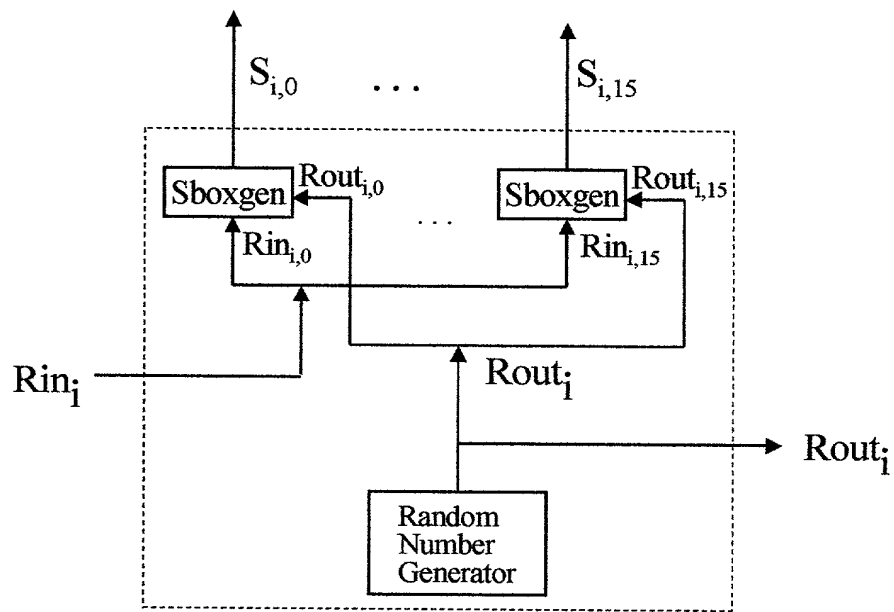 S_{i,0} ... S_{i,15}
Sboxgen Rout_{i,0} ... Sboxgen Rout_{i,15}
Rin_{i,0} Rin_{i,15}
Rin_i Rout_i
Rout_i
Random
Number
Generator